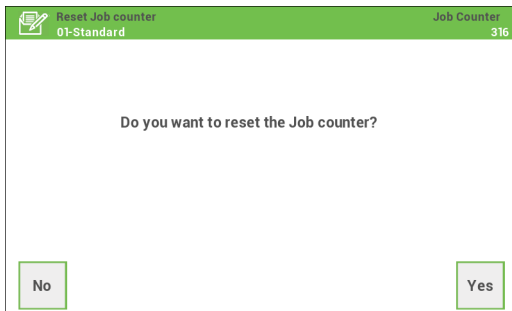 Reset Job counter
Job Counter
01-Standard
316
Do you want to reset the Job counter?
No
Yes